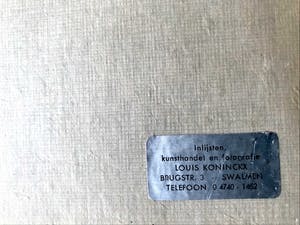 Inlijsten,
kunsthandel en fotografie
LOUIS KONINCKX
BRUGSTR. 3 SWALMEN
TELEFOON 0 4740 - 1462